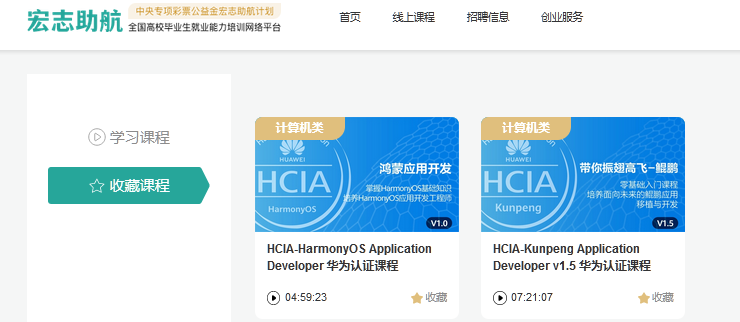 宏志助航
中央专项彩票公益金宏志助航计划
全国高校毕业生就业能力培训网络平台
首页
线上课程
招聘信息
创业服务
学习课程
收藏课程
计算机类
HUAWEI
HCIA
HarmonyOS
鸿蒙应用开发
掌握HarmonyOS基础知识
培养HarmonyOS应用开发工程师
V1.0
HCIA-HarmonyOS Application
Developer 华为认证课程
04:59:23
收藏
计算机类
HUAWEI
HCIA
Kunpeng
带你振翅高飞–鲲鹏
零基础入门课程
培养面向未来的鲲鹏应用
移植与开发
V1.5
HCIA-Kunpeng Application
Developer v1.5 华为认证课程
07:21:07
收藏